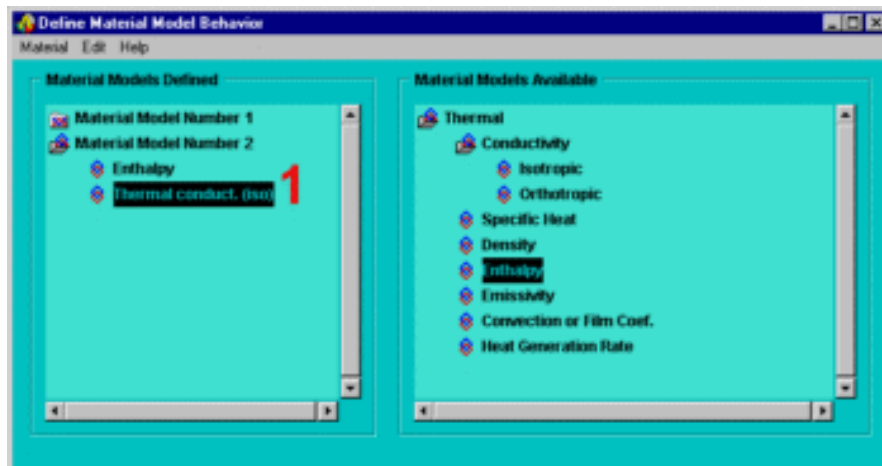 Define Material Model Behavior
Material Edit Help
Material Models Defined
Material Model Number 1
Material Model Number 2
Enthalpy
Thermal conduct. (iso)
1
Material Models Available
Thermal
Conductivity
Isotropic
Orthotropic
Specific Heat
Density
Enthalpy
Emissivity
Convection or Film Coef.
Heat Generation Rate